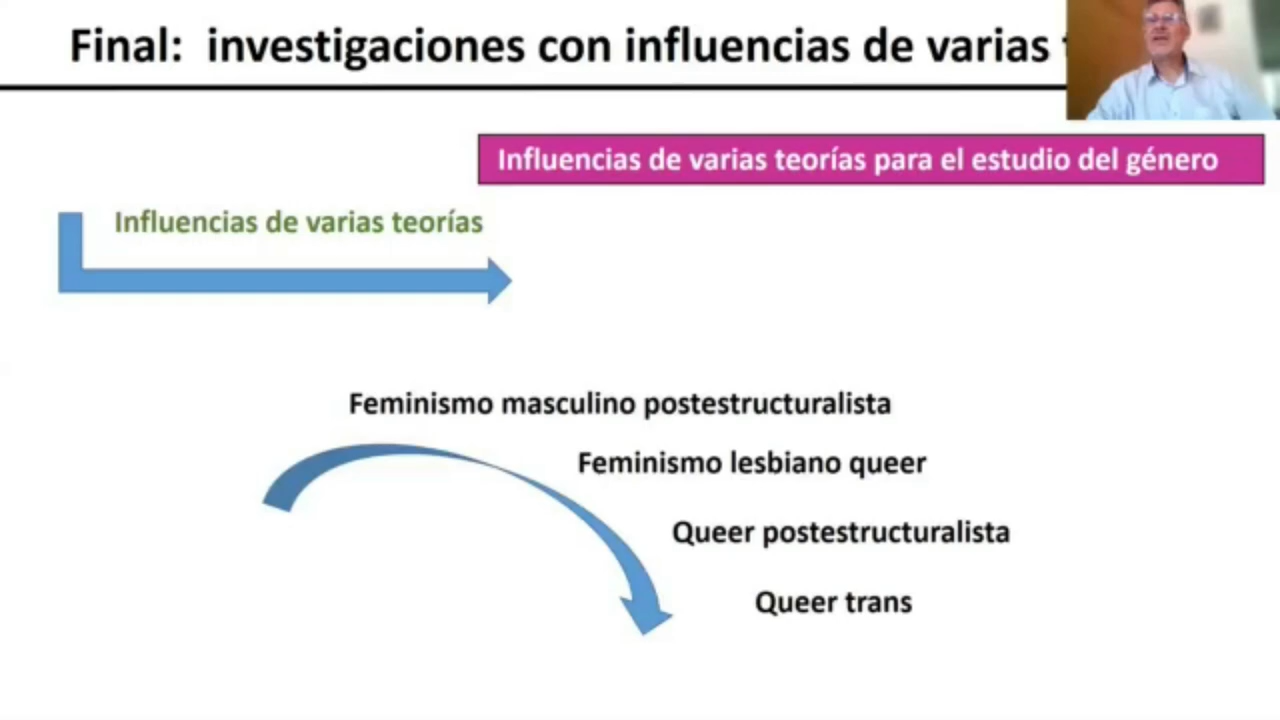 Final: investigaciones con influencias de varias
Influencias de varias teorías para el estudio del género
Influencias de varias teorías
Feminismo masculino postestructuralista
Feminismo lesbiano queer
Queer postestructuralista
Queer trans